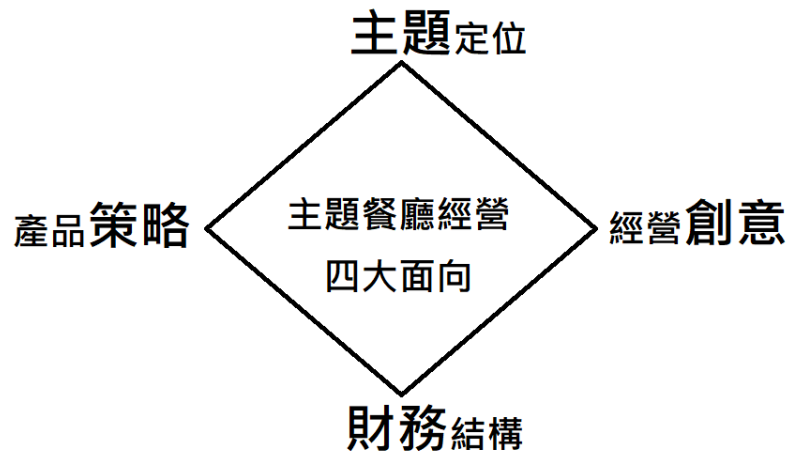 主題定位
產品策略
主題餐廳經營
四大面向
經營創意
財務結構